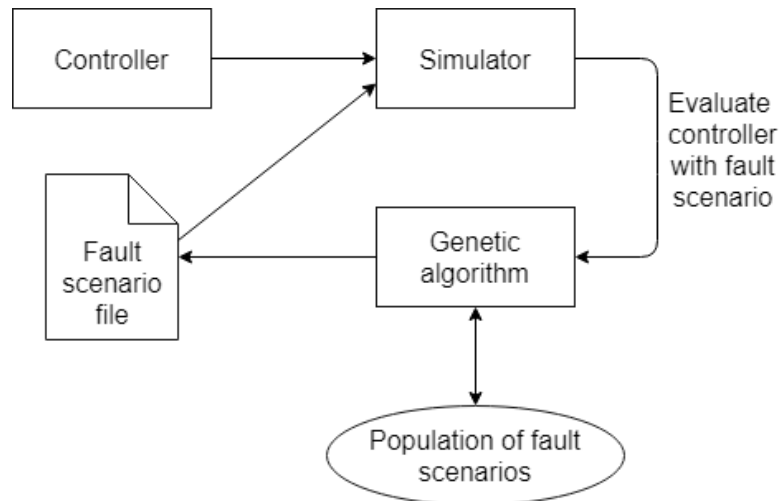 Controller
Simulator
Evaluate
controller
with fault
scenario
Fault
scenario
file
Genetic
algorithm
Population of fault
scenarios